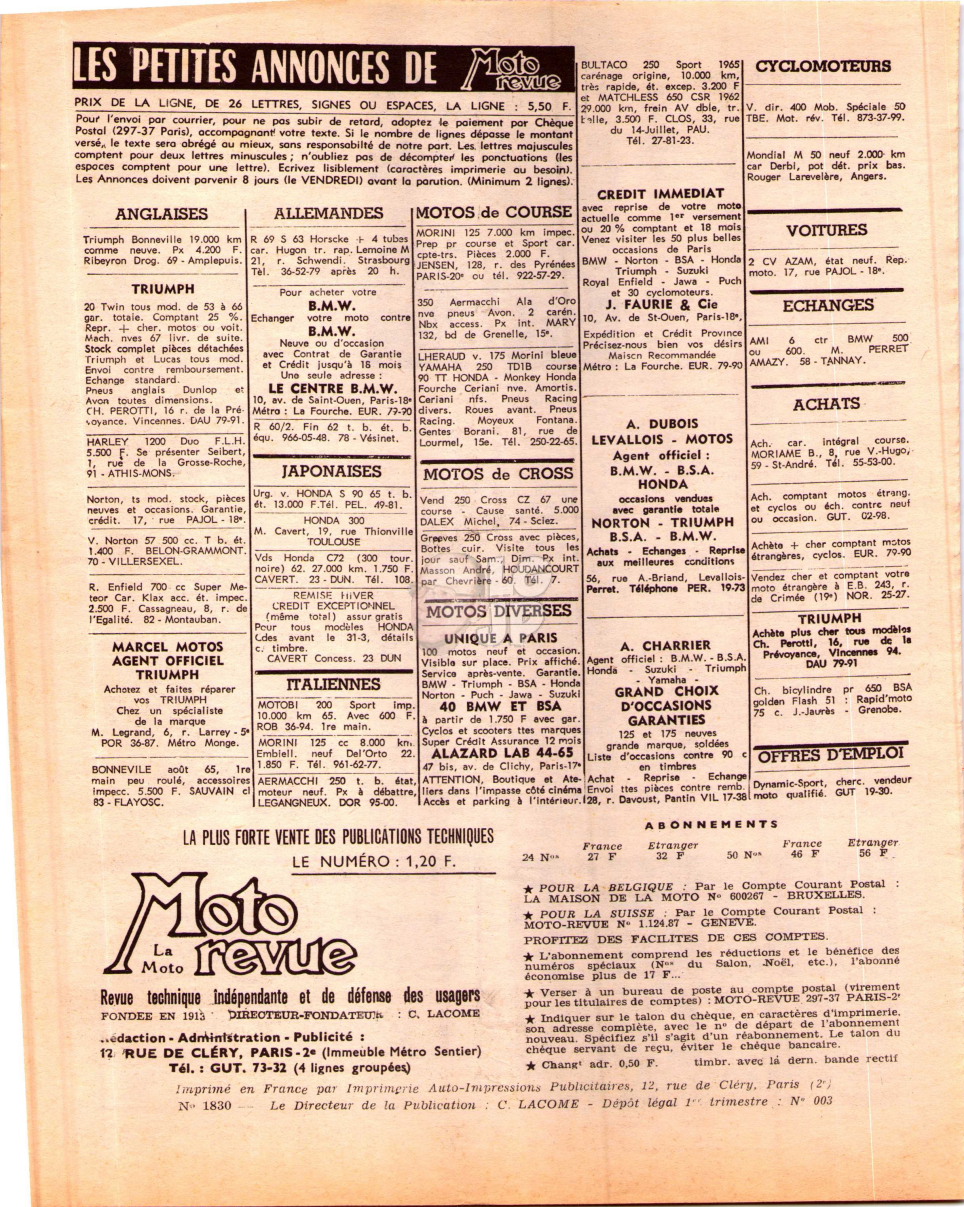 LES PETITES ANNONCES DE Moto revue
PRIX DE LA LIGNE, DE 26 LETTRES, SIGNES OU ESPACES, LA LIGNE : 5,50 F.
Pour l'envoi par courrier, pour ne pas subir de retard, adoptez le paiement par Chèque
Postal (297-37 Paris), accompagnant votre texte. Si le nombre de lignes dépasse le montant
versé, le texte sera abrégé au mieux, sans responsabilté de notre part. Les lettres majuscules
comptent pour deux lettres minuscules ; n'oubliez pas de décompter les ponctuations (les
espaces comptent pour une lettre). Ecrivez lisiblement (caractères imprimerie au besoin).
Les Annonces doivent parvenir 8 jours (le VENDREDI) avant la parution. (Minimum 2 lignes).
ANGLAISES
Triumph Bonneville 19.000 km
comme neuve. Px 4.200 F.
Ribeyron Drog. 69 - Amplepuis.
TRIUMPH
20 Twin tous mod. de 53 à 66
gar. totale. Comptant 25 %.
Repr. + cher. motos ou voit.
Mach. nves 67 livr. de suite.
Stock complet pièces détachées
Triumph et Lucas tous mod.
Envoi contre remboursement.
Echange standard.
Pneus anglais Dunlop et
Avon toutes dimensions.
CH. PEROTTI, 16 r. de la Pré-
voyance. Vincennes. DAU 79-91.
HARLEY 1200 Duo F.L.H.
5.500 F. Se présenter Seibert,
1, rue de la Grosse-Roche,
91 - ATHIS-MONS.
Norton, ts mod. stock, pièces
neuves et occasions. Garantie,
crédit. 17, rue PAJOL - 18e.
V. Norton 57 500 cc. T b. ét.
1.400 F. BELON-GRAMMONT.
70 - VILLERSEXEL.
R. Enfield 700 cc Super Me-
teor Car. Klax acc. ét. impec.
2.500 F. Cassagneau, 8, r. de
l'Egalité. 82 - Montauban.
MARCEL MOTOS
AGENT OFFICIEL
TRIUMPH
Achetez et faites réparer
vos TRIUMPH
Chez un spécialiste
de la marque
M. Legrand, 6, r. Larrey - 5e
POR 36-87. Métro Monge.
BONNEVILE août 65, 1re
main peu roulé, accessoires
impecc. 5.500 F. SAUVAIN cl
83 - FLAYOSC.
ALLEMANDES
R 69 S 63 Horscke + 4 tubes
car. Hugon tr. rap. Lemoine M
21, r. Schwendi. Strasbourg
Tèl. 36-52-79 après 20 h.
Pour acheter votre
B.M.W.
Echanger votre moto contre
B.M.W.
Neuve ou d'occasion
avec Contrat de Garantie
et Crédit jusqu'à 18 mois
Une seule adresse :
LE CENTRE B.M.W.
10, av. de Saint-Ouen, Paris-18e
Métro : La Fourche. EUR. 79-90
R 60/2. Fin 62 t. b. ét. b.
équ. 966-05-48. 78 - Vésinet.
JAPONAISES
Urg. v. HONDA S 90 65 t. b.
ét. 13.000 F.Tél. PEL. 49-81.
HONDA 300
M. Cavert, 19, rue Thionville
TOULOUSE
Vds Honda C72 (300 tour.
noire) 62. 27.000 km. 1.750 F.
CAVERT. 23 - DUN. Tél. 108
REMISE HIVER
CREDIT EXCEPTIONNEL
(même total) assur gratis
Pour tous modèles HONDA
Cdes avant le 31-3, détails
c. timbre.
CAVERT Concess. 23 DUN
ITALIENNES
MOTOBI 200 Sport imp.
10.000 km 65. Avec 600 F.
ROB 36-94. 1re main.
MORINI 125 cc 8.000 km.
Embiell. neuf Del'Orto 22.
1.850 F. Tél. 961-62-77.
AERMACCHI 250 t. b. état,
moteur neuf. Px à débattre,
LEGANGNEUX. DOR 95-00.
MOTOS de COURSE
MORINI 125 7.000 km impec.
Prep pr course et Sport car.
cpte-trs. Pièces 2.000 F.
JENSEN, 128, r. des Pyrénées
PARIS-20e ou tél. 922-57-29.
350 Aermacchi Ala d'Oro
nve pneus Avon. 2 carén.
Nbx access. Px int. MARY
132, bd de Grenelle, 15e.
LHERAUD v. 175 Morini bleue
YAMAHA 250 TD1B course
90 TT HONDA - Monkey Honda
Fourche Ceriani nve. Amortis.
Ceriani nfs. Pneus Racing
divers. Roues avant. Pneus
Racing. Moyeux Fontana.
Gentes Borani. 81, rue de
Lourmel, 15e. Tél. 250-22-65.
MOTOS de CROSS
Vend 250 Cross CZ 67 une
course - Cause santé. 5.000
DALEX Michel, 74 - Sciez.
Greeves 250 Cross avec pièces,
Bottes cuir. Visite tous les
jour sauf Sam., Dim. Px int.
Masson André, HOUDANCOURT
par Chevrière - 60. Tél. 7.
MOTOS DIVERSES
UNIQUE A PARIS
100 motos neuf et occasion.
Visible sur place. Prix affiché.
Service après-vente. Garantie.
BMW - Triumph - BSA - Honda
Norton - Puch - Jawa - Suzuki
40 BMW ET BSA
à partir de 1.750 F avec gar.
Cyclos et scooters ttes marques
Super Crédit Assurance 12 mois
ALAZARD LAB 44-65
47 bis, av. de Clichy, Paris-17e
ATTENTION, Boutique et Ate-
liers dans l'impasse côté cinéma
Accès et parking à l'intérieur.
BULTACO 250 Sport 1965
carénage origine, 10.000 km,
très rapide, ét. excep. 3.200 F
et MATCHLESS 650 CSR 1962
29.000 km, frein AV dble, tr.
belle, 3.500 F. CLOS, 33, rue
du 14-Juillet, PAU.
Tél. 27-81-23.
CREDIT IMMEDIAT
avec reprise de votre moto
actuelle comme 1er versement
ou 20 % comptant et 18 mois
Venez visiter les 50 plus belles
occasions de Paris
BMW - Norton - BSA - Honda
Triumph - Suzuki
Royal Enfield - Jawa - Puch
et 30 cyclomoteurs.
J. FAURIE & Cie
10, Av. de St-Ouen, Paris-18e,
Expédition et Crédit Province
Précisez-nous bien vos désirs
Maison Recommandée
Métro : La Fourche. EUR. 79-90
A. DUBOIS
LEVALLOIS - MOTOS
Agent officiel :
B.M.W. - B.S.A.
HONDA
occasions vendues
avec garantie totale
NORTON - TRIUMPH
B.S.A. - B.M.W.
Achats - Echanges - Reprise
aux meilleures conditions
56, rue A.-Briand, Levallois-
Perret. Téléphone PER. 19-73
A. CHARRIER
Agent officiel : B.M.W. - B.S.A.
Honda - Suzuki - Triumph
- Yamaha -
GRAND CHOIX
D'OCCASIONS
GARANTIES
125 et 175 neuves
grande marque, soldées
Liste d'occasions contre 90 c
en timbres
Achat - Reprise - Echange
Envoi ttes pièces contre remb.
128, r. Davoust, Pantin VIL 17-38
CYCLOMOTEURS
V. dir. 400 Mob. Spéciale 50
TBE. Mot. rév. Tél. 873-37-99.
Mondial M 50 neuf 2.000 km
car Derbi, pot dét. prix bas.
Rouger Larevelère, Angers.
VOITURES
2 CV AZAM, état neuf. Rep.
moto. 17, rue PAJOL - 18e.
ECHANGES
AMI 6 ctr BMW 500
ou 600. M. PERRET
AMAZY. 58 - TANNAY.
ACHATS
Ach. car. intégral course.
MORIAME B., 8, rue V.-Hugo,
59 - St-André. Tél. 55-53-00.
Ach. comptant motos étrang.
et cyclos ou éch. contre neuf
ou occasion. GUT. 02-98.
Achète + cher comptant motos
étrangères, cyclos. EUR. 79-90
Vendez cher et comptant votre
moto étrangère à E.B. 243, r.
de Crimée (19e) NOR. 25-27.
TRIUMPH
Achète plus cher tous modèles
Ch. Perotti, 16, rue de la
Prévoyance, Vincennes 94.
DAU 79-91
Ch. bicylindre pr 650 BSA
golden Flash 51 : Rapid'moto
75 c. J.-Jaurès - Grenobe.
OFFRES D'EMPLOI
Dynamic-Sport, cherc. vendeur
moto qualifié. GUT 19-30.
LA PLUS FORTE VENTE DES PUBLICATIONS TECHNIQUES
LE NUMÉRO : 1,20 F.
La Moto
Moto revue
Revue technique indépendante et de défense des usagers
FONDEE EN 1913 DIRECTEUR-FONDATEUR : C. LACOME
Rédaction - Administration - Publicité :
12 RUE DE CLÉRY, PARIS-2e (Immeuble Métro Sentier)
Tél. : GUT. 73-32 (4 lignes groupées)
ABONNEMENTS
France Etranger France Etranger
24 Nos 27 F 32 F 50 Nos 46 F 56 F
★ POUR LA BELGIQUE : Par le Compte Courant Postal :
LA MAISON DE LA MOTO No 600267 - BRUXELLES.
★ POUR LA SUISSE : Par le Compte Courant Postal :
MOTO-REVUE No 1.124.87 - GENEVE.
PROFITEZ DES FACILITES DE CES COMPTES.
★ L'abonnement comprend les réductions et le bénéfice des
numéros spéciaux (Nos du Salon, Noël, etc.), l'abonné
économise plus de 17 F...
★ Verser à un bureau de poste au compte postal (virement
pour les titulaires de comptes) : MOTO-REVUE 297-37 PARIS-2e
★ Indiquer sur le talon du chèque, en caractères d'imprimerie,
son adresse complète, avec le no de départ de l'abonnement
nouveau. Spécifiez s'il s'agit d'un réabonnement. Le talon du
chèque servant de reçu, éviter le chèque bancaire.
★ Changt adr. 0,50 F. timbr. avec la dern. bande rectif
Imprimé en France par Imprimerie Auto-Impressions Publicitaires, 12, rue de Cléry, Paris (2e)
No 1830 — Le Directeur de la Publication : C. LACOME - Dépôt légal 1er trimestre : No 003